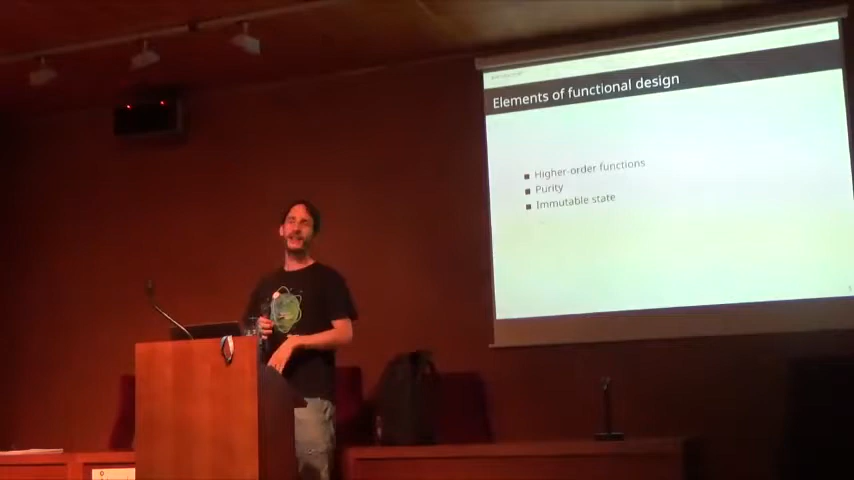 Elements of functional design
Higher-order functions
Purity
Immutable state